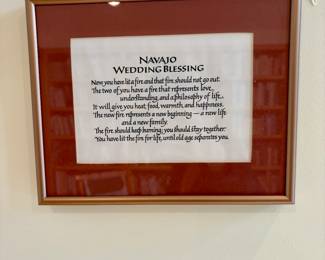 NAVAJO
WEDDING BLESSING
Now you have lit a fire and that fire should not go out.
The two of you have a fire that represents love,
understanding, and a philosophy of life.
It will give you heat, food, warmth, and happiness.
The new fire represents a new beginning — a new life
and a new family.
The fire should keep burning; you should stay together.
You have lit the fire for life, until old age separates you.